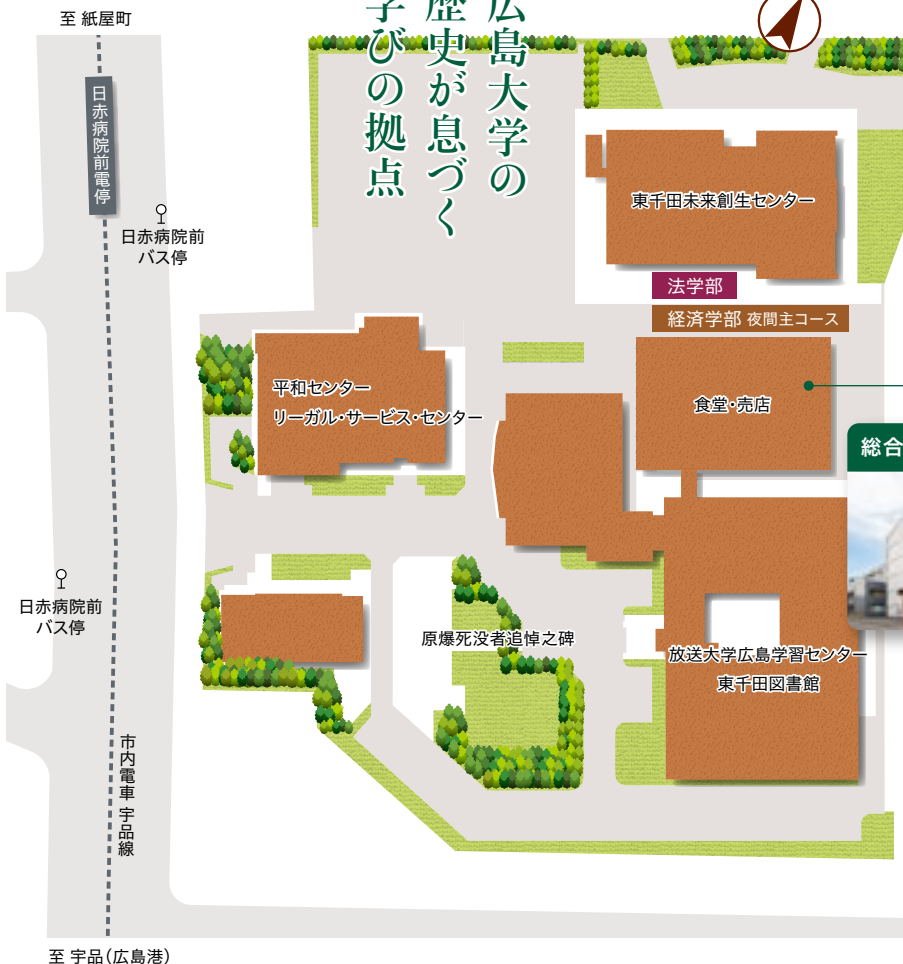 至 紙屋町
広島大学の
歴史が息づく
学びの拠点
日赤病院前電停
日赤病院前
バス停
東千田未来創生センター
法学部
経済学部 夜間主コース
平和センター
リーガル・サービス・センター
食堂・売店
総合
日赤病院前
バス停
原爆死没者追悼之碑
放送大学広島学習センター
東千田図書館
市内電車 宇品線
至 宇品(広島港)